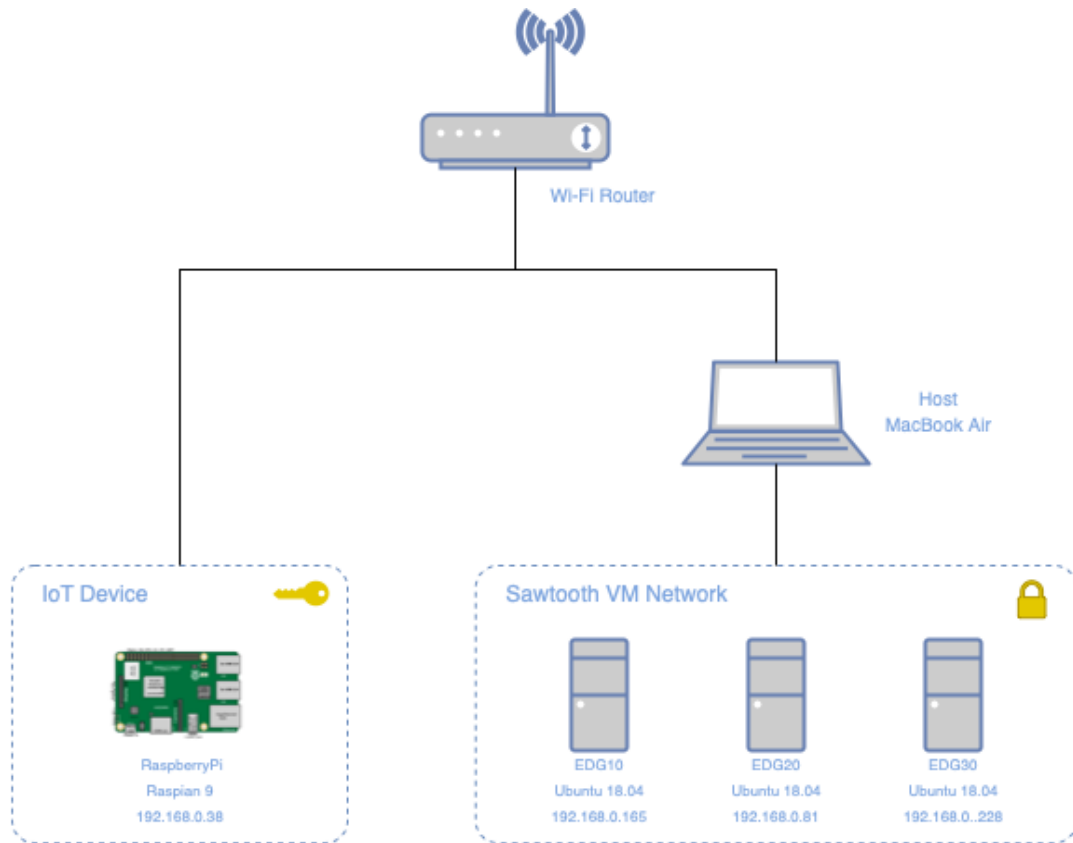 Wi-Fi Router
Host
MacBook Air
IoT Device
RaspberryPi
Raspian 9
192.168.0.38
Sawtooth VM Network
EDG10
Ubuntu 18.04
192.168.0.165
EDG20
Ubuntu 18.04
192.168.0.81
EDG30
Ubuntu 18.04
192.168.0..228